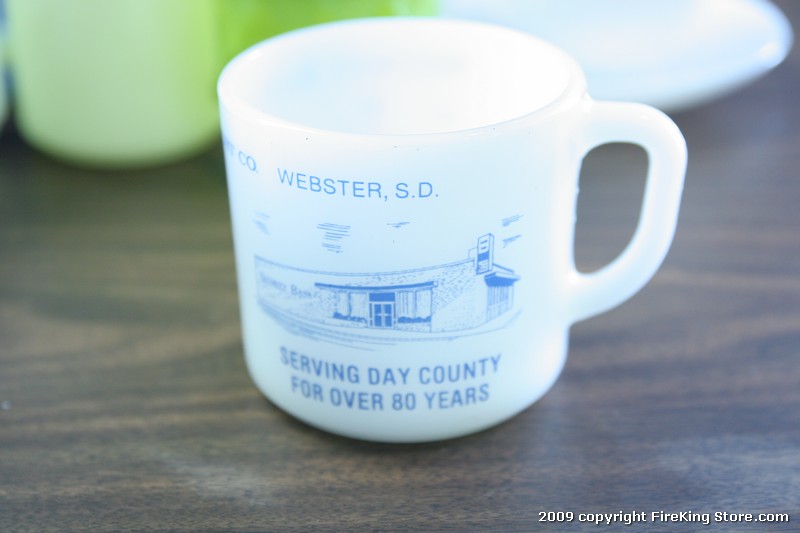 CO. WEBSTER, S.D.
SERVING DAY COUNTY
FOR OVER 80 YEARS
2009 copyright FireKing Store.com